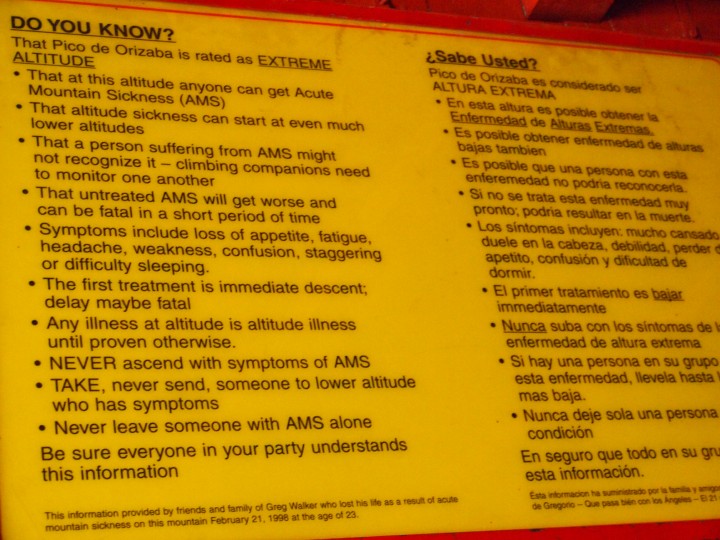 DO YOU KNOW?
That Pico de Orizaba is rated as EXTREME
ALTITUDE
• That at this altitude anyone can get Acute
Mountain Sickness (AMS)
• That altitude sickness can start at even much
lower altitudes
• That a person suffering from AMS might
not recognize it – climbing companions need
to monitor one another
• That untreated AMS will get worse and
can be fatal in a short period of time
• Symptoms include loss of appetite, fatigue,
headache, weakness, confusion, staggering
or difficulty sleeping.
• The first treatment is immediate descent;
delay maybe fatal
• Any illness at altitude is altitude illness
until proven otherwise.
• NEVER ascend with symptoms of AMS
• TAKE, never send, someone to lower altitude
who has symptoms
• Never leave someone with AMS alone
Be sure everyone in your party understands
this information
This information provided by friends and family of Greg Walker who lost his life as a result of acute
mountain sickness on this mountain February 21, 1998 at the age of 23.
¿Sabe Usted?
Pico de Orizaba es considerado ser
ALTURA EXTREMA
• En esta altura es posible obtener la
Enfermedad de Alturas Extremas.
• Es posible obtener enfermedad de alturas
bajas tambien
• Es posible que una persona con esta
enferemedad no podria reconocerla.
• Si no se trata esta enfermedad muy
pronto; podria resultar en la muerte.
• Los síntomas incluyen: mucho cansado
duele en la cabeza, debilidad, perder
apetito, confusión y dificultad de
dormir.
• El primer tratamiento es bajar
immediatamente
• Nunca suba con los síntomas de
enfermedad de altura extrema
• Si hay una persona en su grupo
esta enfermedad, llevela hasta
mas baja.
• Nunca deje sola una persona
condición
En seguro que todo en su
esta información.
Ésta informacion ha suministrado por la familia y
de Gregorio – Que pasa bién con los Ángeles – El 21